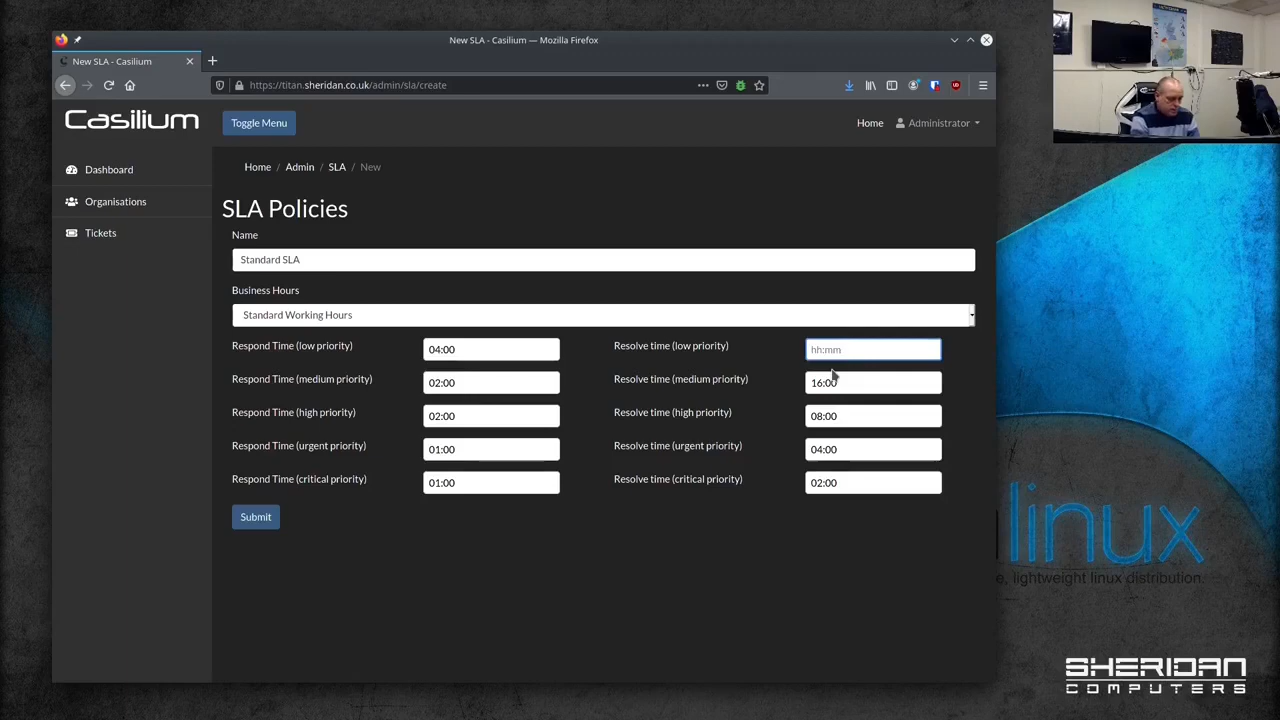 New SLA - Casilium — Mozilla Firefox
New SLA - Casilium
https://titan.sheridan.co.uk/admin/sla/create
Casilium
Toggle Menu
Home
Administrator
Dashboard
Organisations
Tickets
Home / Admin / SLA / New
SLA Policies
Name
Standard SLA
Business Hours
Standard Working Hours
Respond Time (low priority) 04:00 Resolve time (low priority) hh:mm
Respond Time (medium priority) 02:00 Resolve time (medium priority) 16:00
Respond Time (high priority) 02:00 Resolve time (high priority) 08:00
Respond Time (urgent priority) 01:00 Resolve time (urgent priority) 04:00
Respond Time (critical priority) 01:00 Resolve time (critical priority) 02:00
Submit
linux
, lightweight linux distribution.
SHERIDAN
COMPUTERS